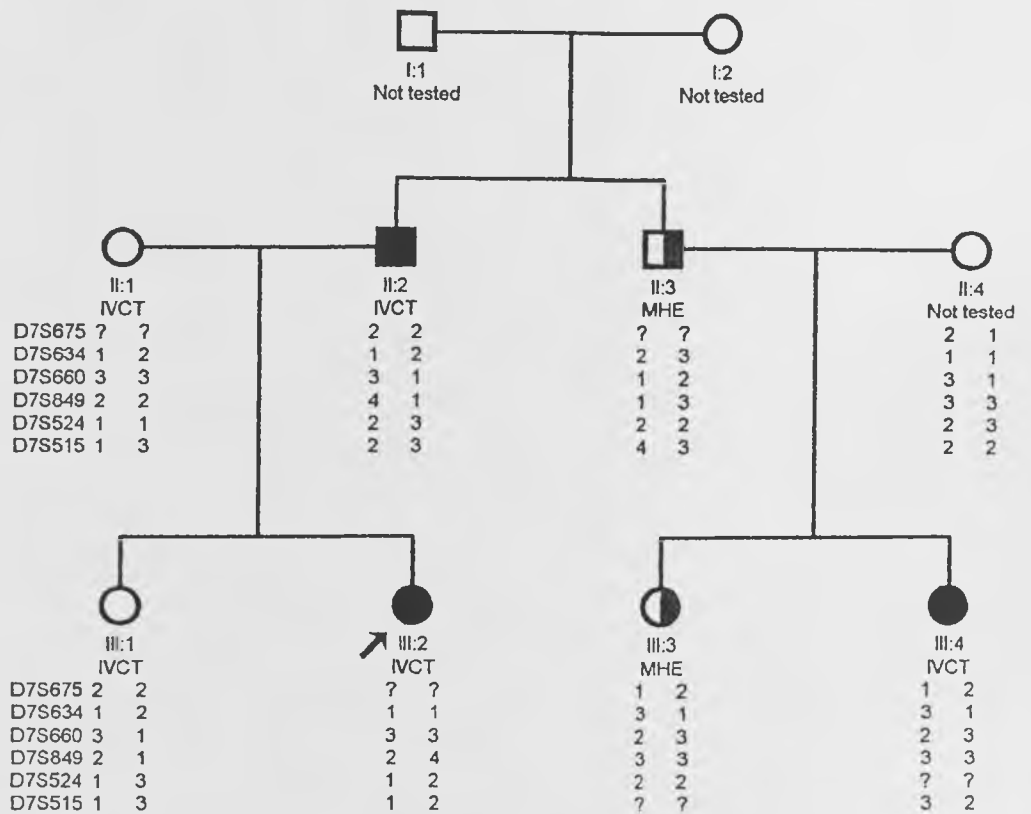 I:1 I:2
Not tested Not tested
II:1 II:2 II:3 II:4
IVCT IVCT MHE Not tested
D7S675 ? ? 2 2 ? ? 2 1
D7S634 1 2 1 2 2 3 1 1
D7S660 3 3 3 1 1 2 3 1
D7S849 2 2 4 1 1 3 3 3
D7S524 1 1 2 3 2 2 2 3
D7S515 1 3 2 3 4 3 2 2
III:1 III:2 III:3 III:4
IVCT IVCT MHE IVCT
D7S675 2 2 ? ? 1 2 1 2
D7S634 1 2 1 1 3 1 3 1
D7S660 3 1 3 3 2 3 2 3
D7S849 2 1 2 4 3 3 3 3
D7S524 1 3 1 2 2 2 ? ?
D7S515 1 3 1 2 ? ? 3 2